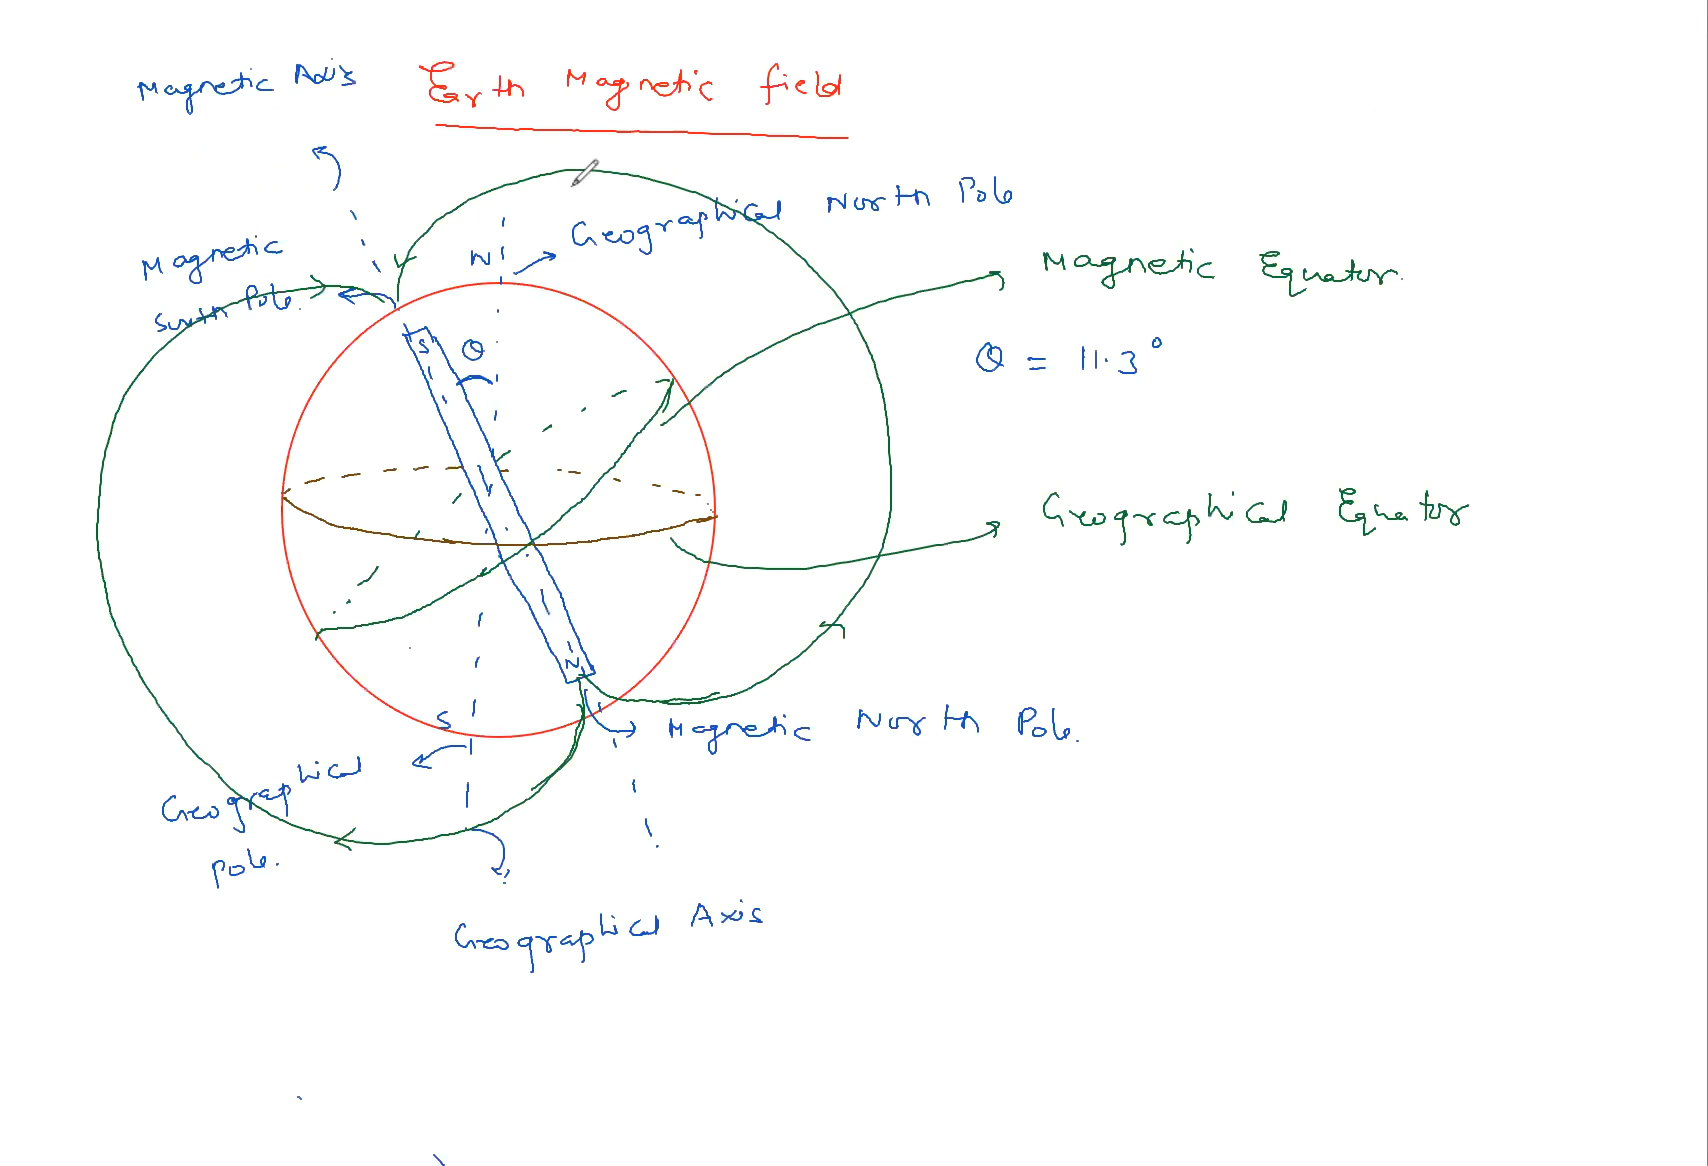 Magnetic Axis
Earth Magnetic field
Geographical North Pole
N
Magnetic
South Pole.
Magnetic Equator.
S
θ
θ = 11.3°
Geographical Equator
N
S
Magnetic North Pole.
Geographical
Pole.
Geographical Axis